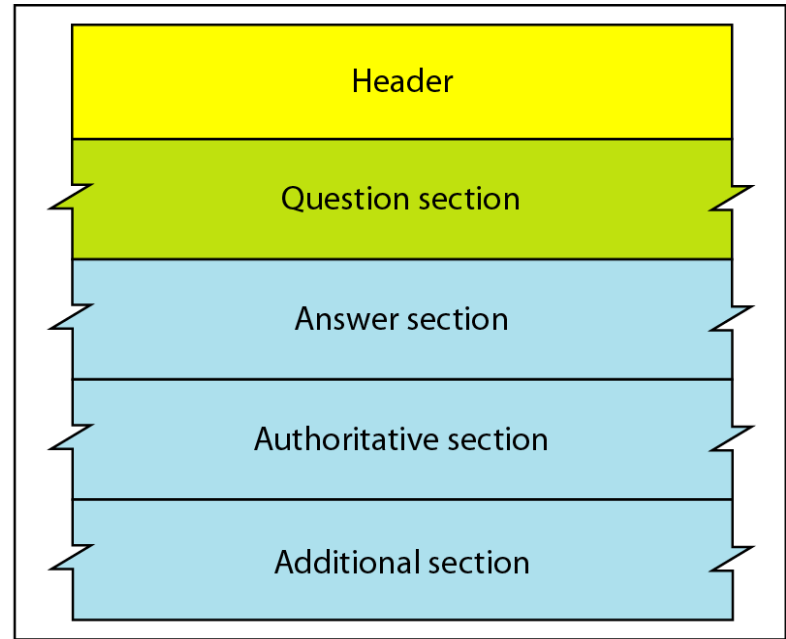 Header
Question section
Answer section
Authoritative section
Additional section